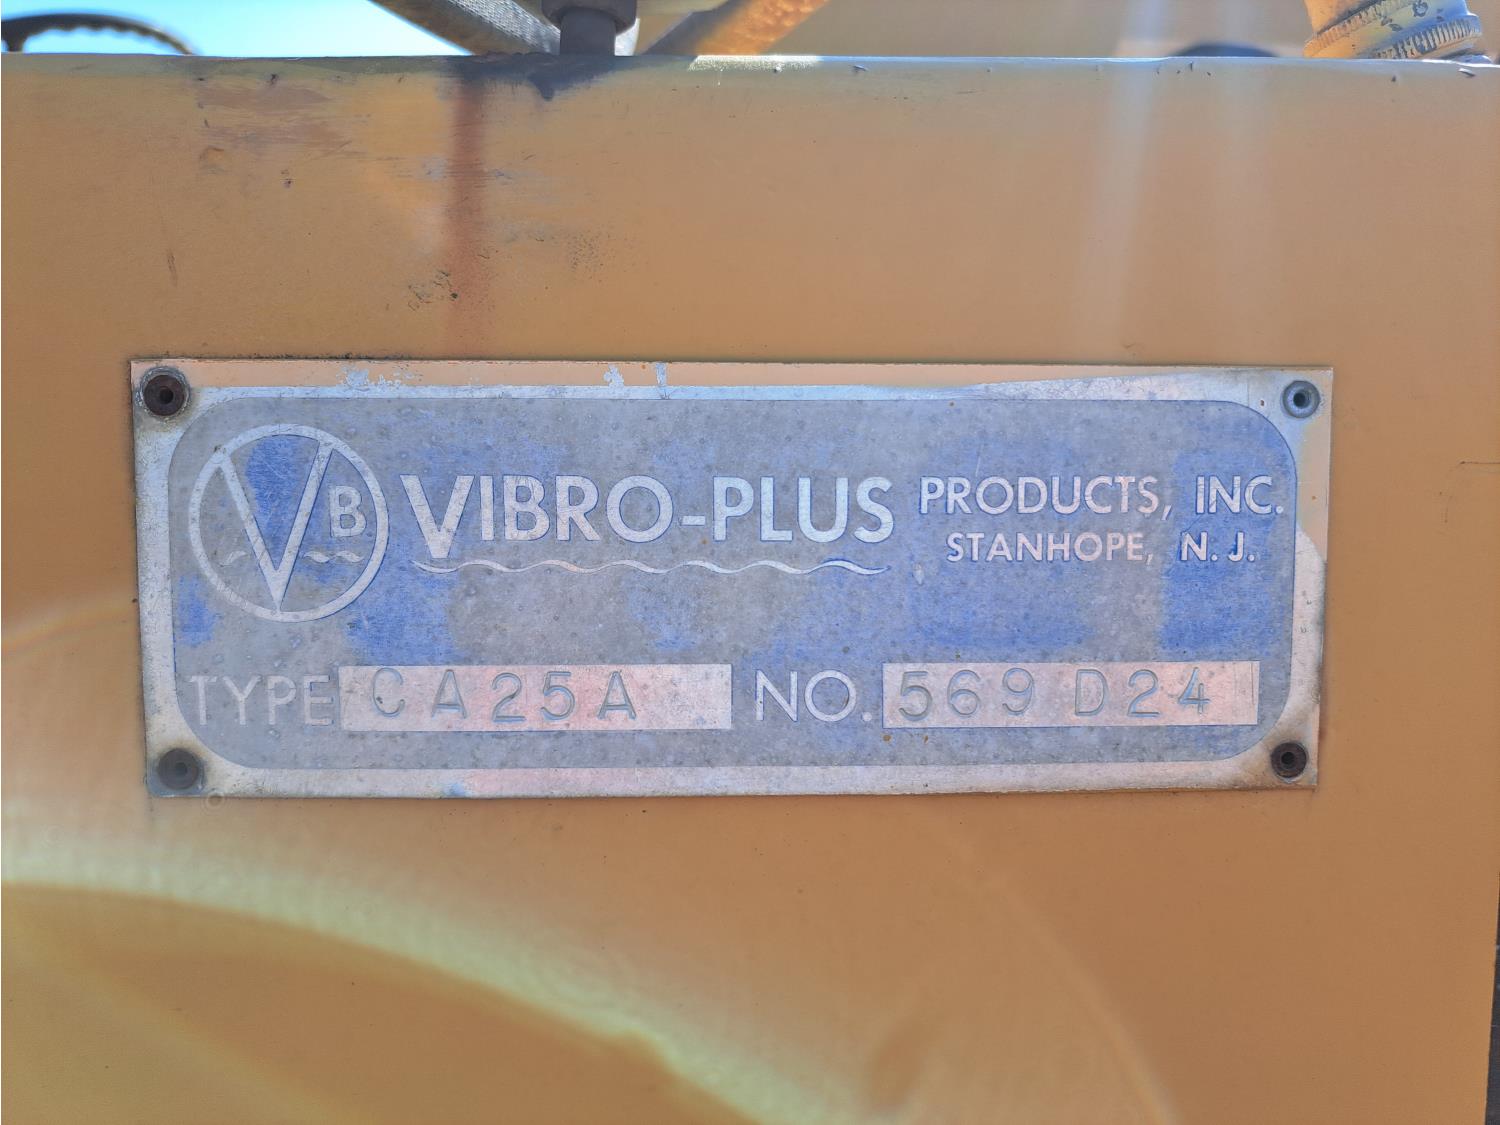 VB VIBRO-PLUS PRODUCTS, INC.
STANHOPE, N. J.
TYPE CA25A NO. 569 D24